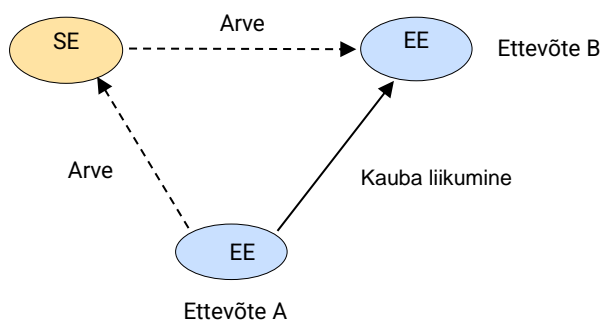 Arve
SE
EE
Ettevõte B
Arve
Kauba liikumine
EE
Ettevõte A